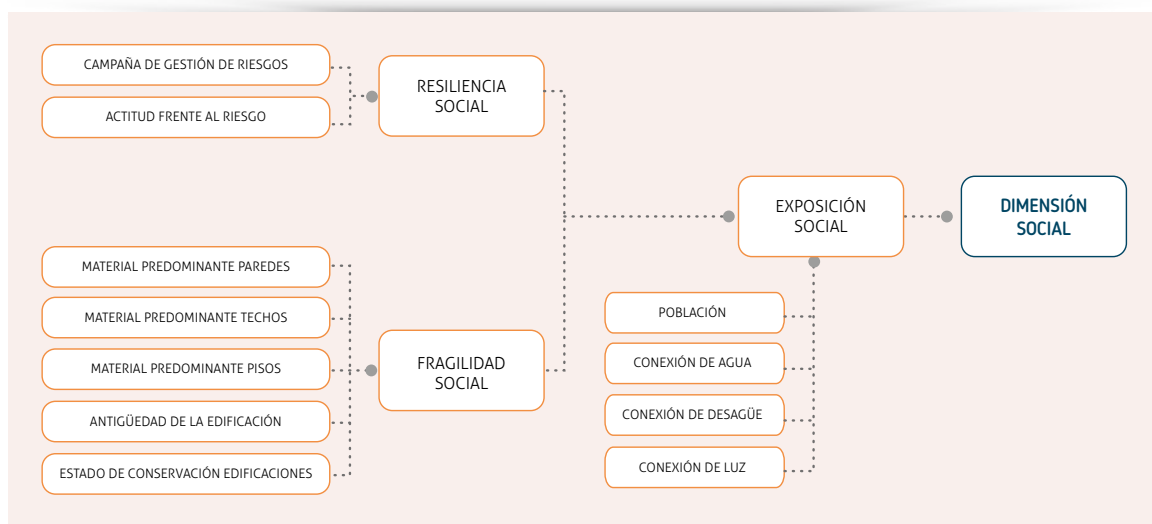 CAMPAÑA DE GESTIÓN DE RIESGOS
ACTITUD FRENTE AL RIESGO
RESILIENCIA
SOCIAL
MATERIAL PREDOMINANTE PAREDES
MATERIAL PREDOMINANTE TECHOS
MATERIAL PREDOMINANTE PISOS
ANTIGÜEDAD DE LA EDIFICACIÓN
ESTADO DE CONSERVACIÓN EDIFICACIONES
FRAGILIDAD
SOCIAL
EXPOSICIÓN
SOCIAL
POBLACIÓN
CONEXIÓN DE AGUA
CONEXIÓN DE DESAGÜE
CONEXIÓN DE LUZ
DIMENSIÓN
SOCIAL